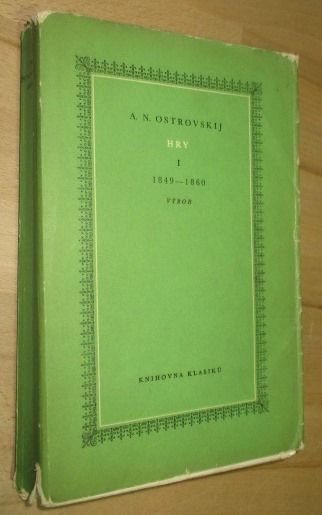 A. N. OSTROVSKIJ
HRY
I
1849—1860
VÝBOR
KNIHOVNA KLASIKŮ